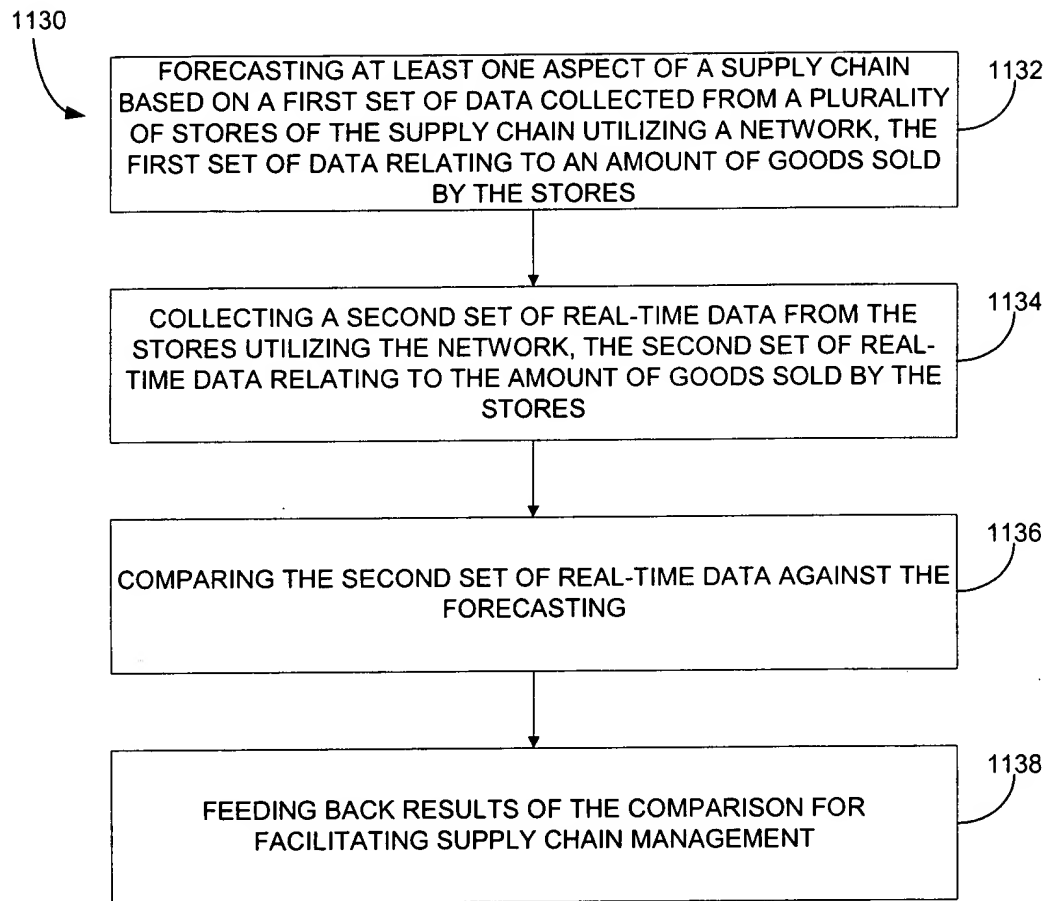 1130
FORECASTING AT LEAST ONE ASPECT OF A SUPPLY CHAIN
BASED ON A FIRST SET OF DATA COLLECTED FROM A PLURALITY
OF STORES OF THE SUPPLY CHAIN UTILIZING A NETWORK, THE
FIRST SET OF DATA RELATING TO AN AMOUNT OF GOODS SOLD
BY THE STORES
1132
COLLECTING A SECOND SET OF REAL-TIME DATA FROM THE
STORES UTILIZING THE NETWORK, THE SECOND SET OF REAL-
TIME DATA RELATING TO THE AMOUNT OF GOODS SOLD BY THE
STORES
1134
COMPARING THE SECOND SET OF REAL-TIME DATA AGAINST THE
FORECASTING
1136
FEEDING BACK RESULTS OF THE COMPARISON FOR
FACILITATING SUPPLY CHAIN MANAGEMENT
1138